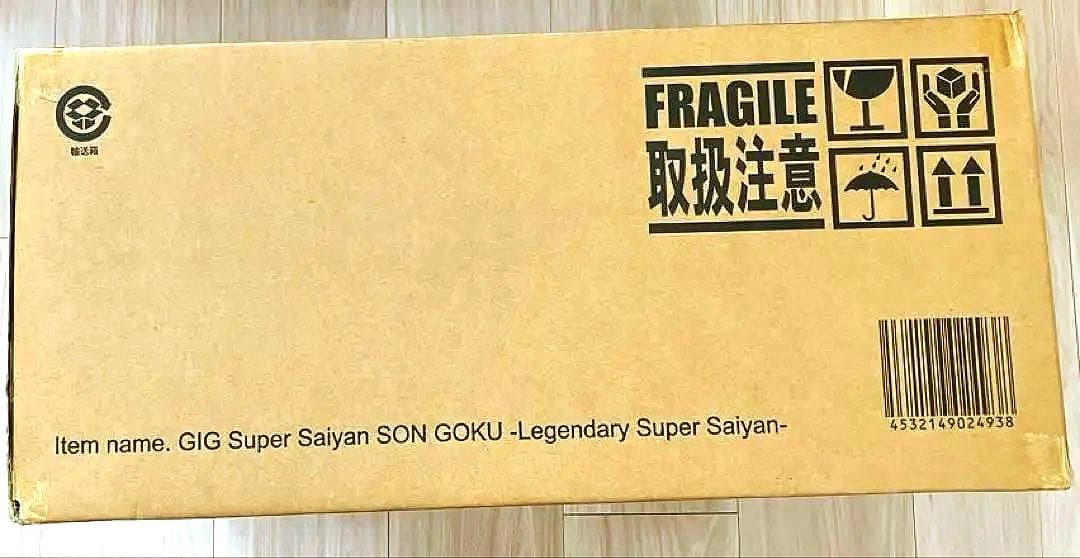 輸送箱
FRAGILE
取扱注意
4532149024938
Item name. GIG Super Saiyan SON GOKU -Legendary Super Saiyan-